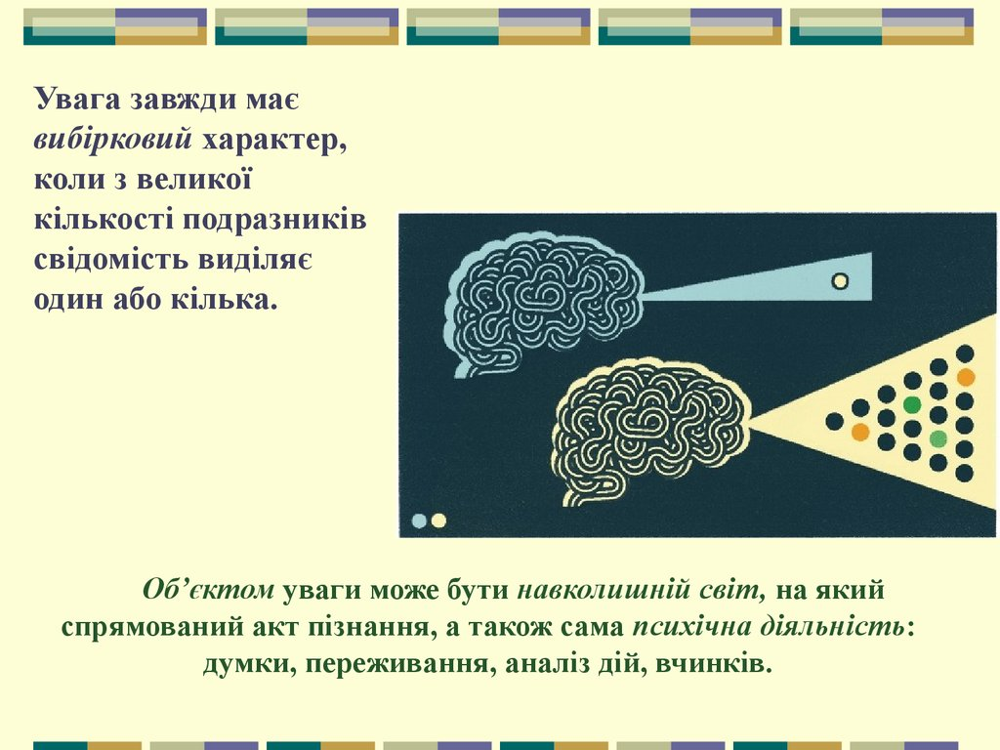 Увага завжди має
вибірковий характер,
коли з великої
кількості подразників
свідомість виділяє
один або кілька.
Об’єктом уваги може бути навколишній світ, на який
спрямований акт пізнання, а також сама психічна діяльність:
думки, переживання, аналіз дій, вчинків.